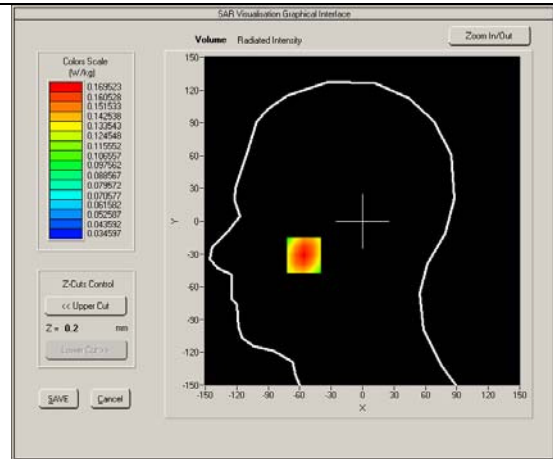 SAR Visualisation Graphical Interface
Volume Radiated Intensity
Zoom In/Out
Colors Scale
(W/kg)
0.169523
0.160528
0.151533
0.142538
0.133543
0.124548
0.115552
0.106557
0.097562
0.088567
0.079572
0.070577
0.061582
0.052587
0.043592
0.034597
Z-Cuts Control
<< Upper Cut
Z = 0.2 mm
Lower Cut >>
SAVE Cancel
150
120
90
60
30
0
-30
-60
-90
-120
-150
Y
-150 -120 -90 -60 -30 0 30 60 90 120 150
X